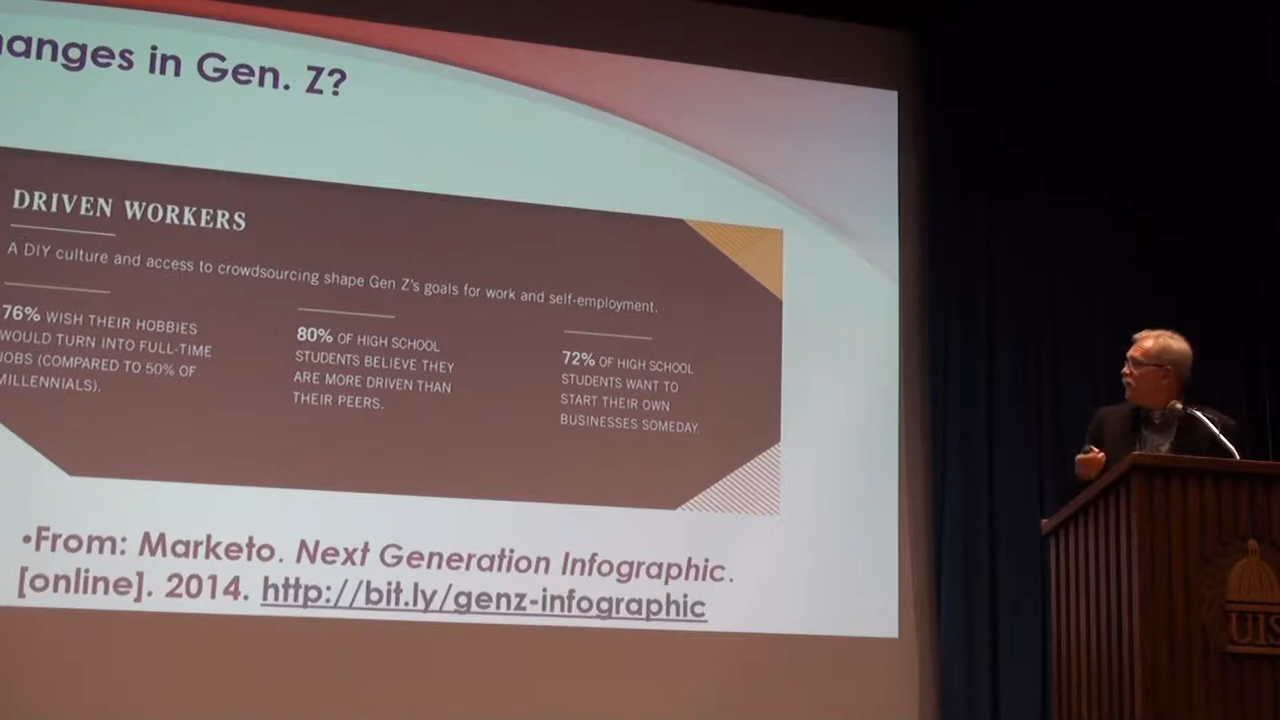 anges in Gen. Z?
DRIVEN WORKERS
A DIY culture and access to crowdsourcing shape Gen Z's goals for work and self-employment.
76% WISH THEIR HOBBIES
WOULD TURN INTO FULL-TIME
JOBS (COMPARED TO 50% OF
MILLENNIALS).
80% OF HIGH SCHOOL
STUDENTS BELIEVE THEY
ARE MORE DRIVEN THAN
THEIR PEERS.
72% OF HIGH SCHOOL
STUDENTS WANT TO
START THEIR OWN
BUSINESSES SOMEDAY.
•From: Marketo. Next Generation Infographic.
[online]. 2014. http://bit.ly/genz-infographic
UIS